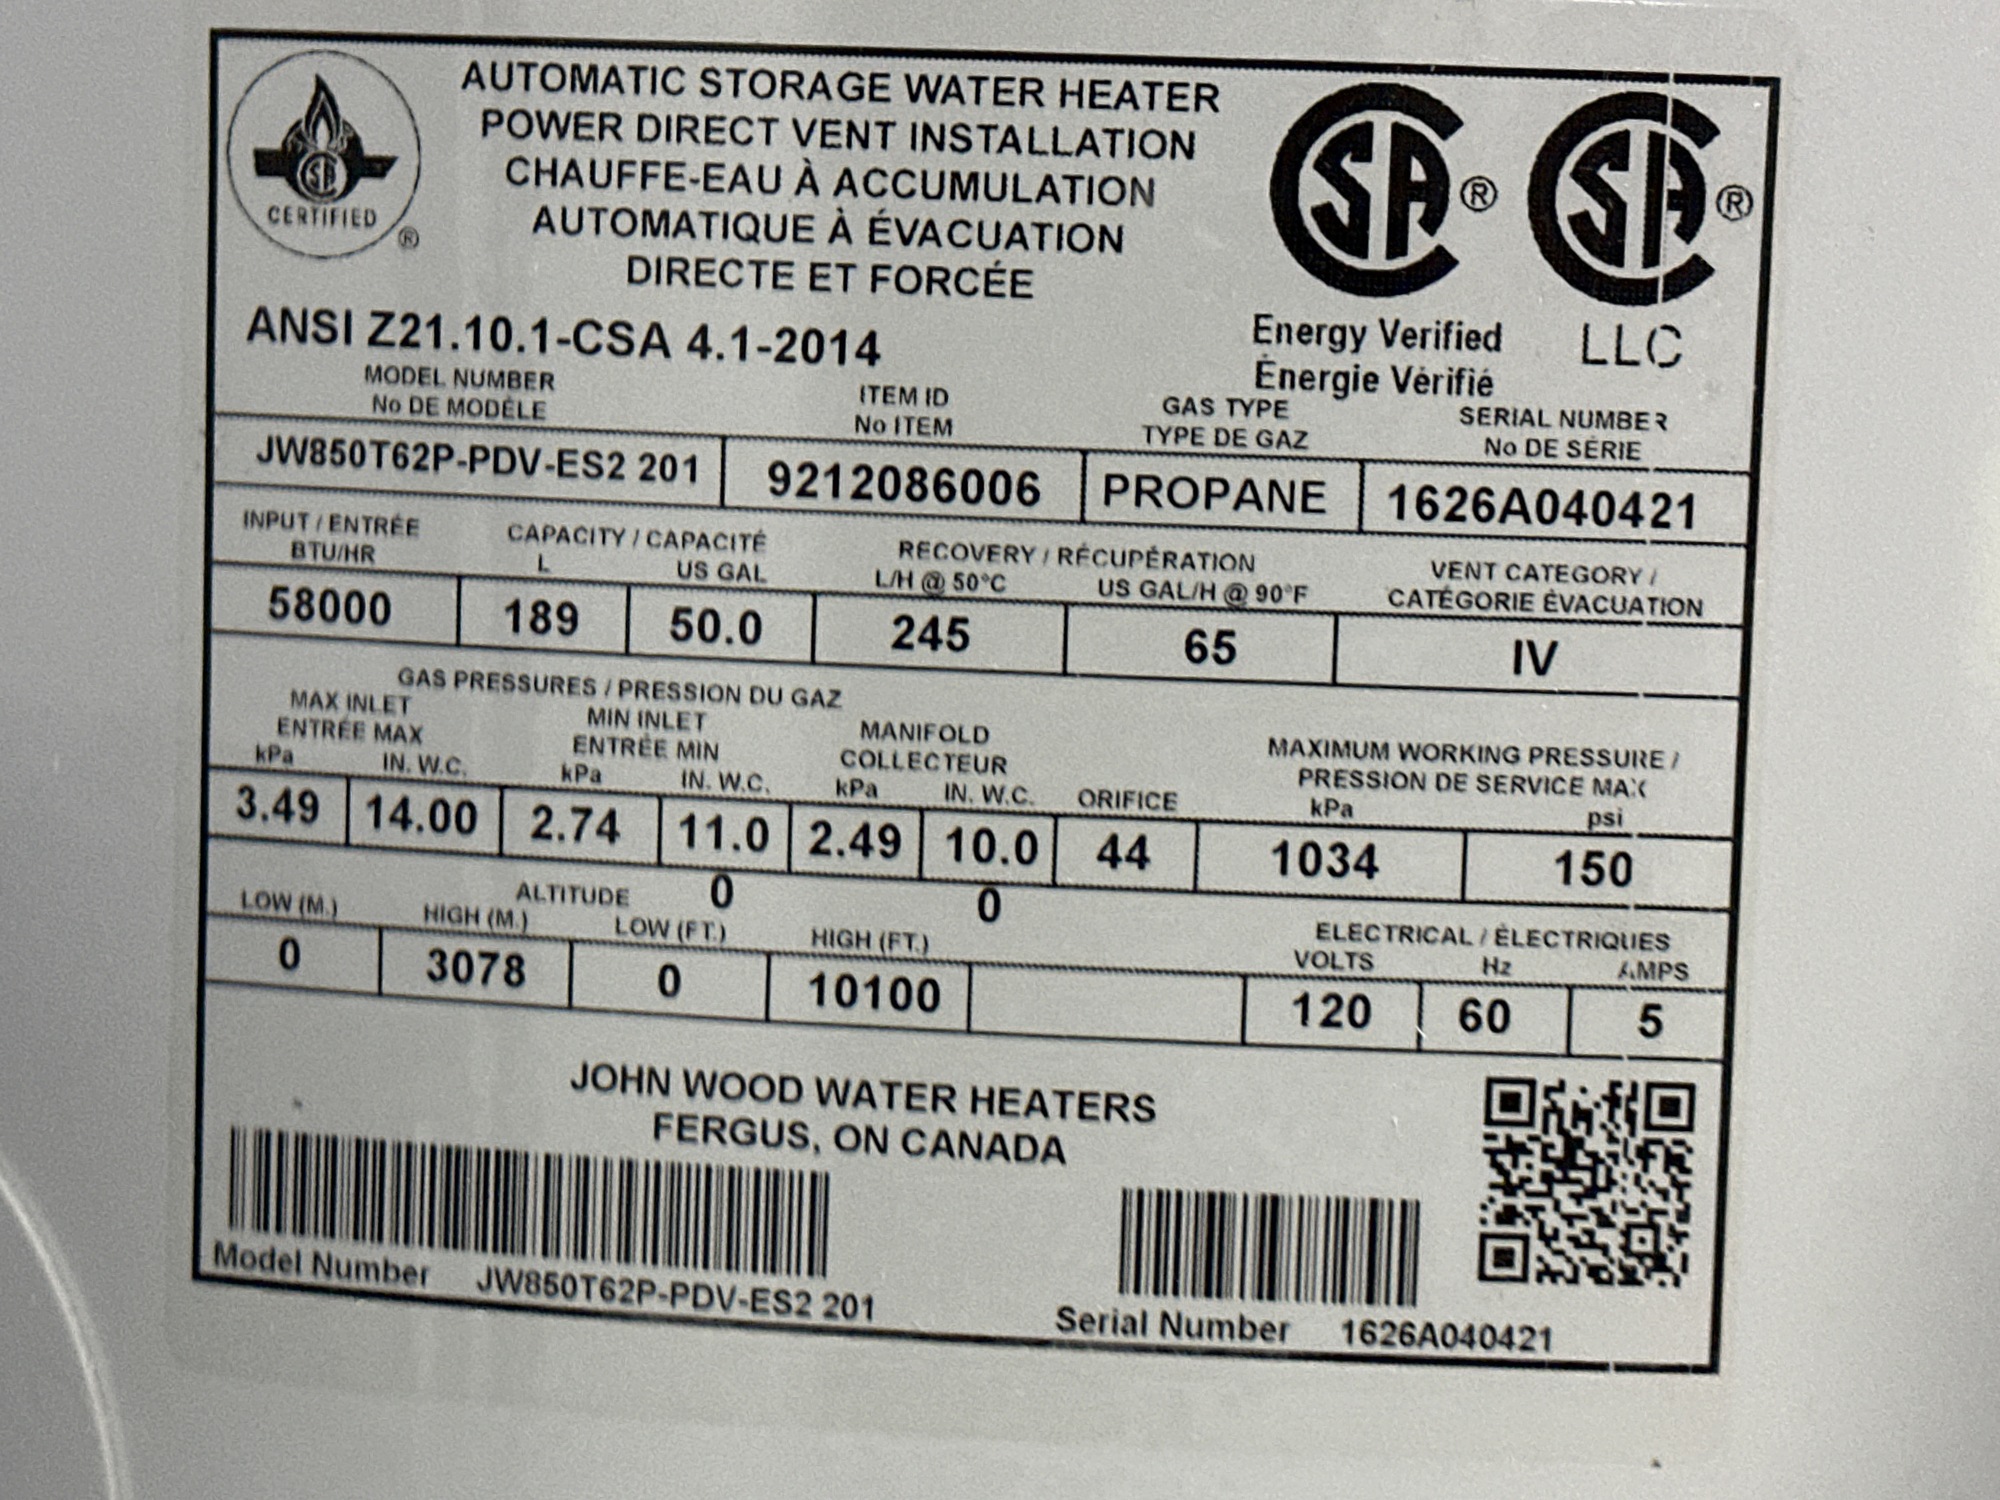 CSA
CERTIFIED
®
AUTOMATIC STORAGE WATER HEATER
POWER DIRECT VENT INSTALLATION
CHAUFFE-EAU À ACCUMULATION
AUTOMATIQUE À ÉVACUATION
DIRECTE ET FORCÉE
CSA ® CSA ®
Energy Verified LLC
Énergie Vérifié
ANSI Z21.10.1-CSA 4.1-2014
MODEL NUMBER ITEM ID GAS TYPE SERIAL NUMBER
No DE MODÈLE No ITEM TYPE DE GAZ No DE SÉRIE
JW850T62P-PDV-ES2 201 9212086006 PROPANE 1626A040421
INPUT / ENTRÉE CAPACITY / CAPACITÉ RECOVERY / RÉCUPÉRATION VENT CATEGORY /
BTU/HR L US GAL L/H @ 50°C US GAL/H @ 90°F CATÉGORIE ÉVACUATION
58000 189 50.0 245 65 IV
GAS PRESSURES / PRESSION DU GAZ
MAX INLET MIN INLET MANIFOLD MAXIMUM WORKING PRESSURE /
ENTRÉE MAX ENTRÉE MIN COLLECTEUR PRESSION DE SERVICE MAX
kPa IN. W.C. kPa IN. W.C. kPa IN. W.C. ORIFICE kPa psi
3.49 14.00 2.74 11.0 2.49 10.0 44 1034 150
ALTITUDE 0 0 ELECTRICAL / ÉLECTRIQUES
LOW (M.) HIGH (M.) LOW (FT.) HIGH (FT.) VOLTS Hz AMPS
0 3078 0 10100 120 60 5
JOHN WOOD WATER HEATERS
FERGUS, ON CANADA
Model Number JW850T62P-PDV-ES2 201
Serial Number 1626A040421